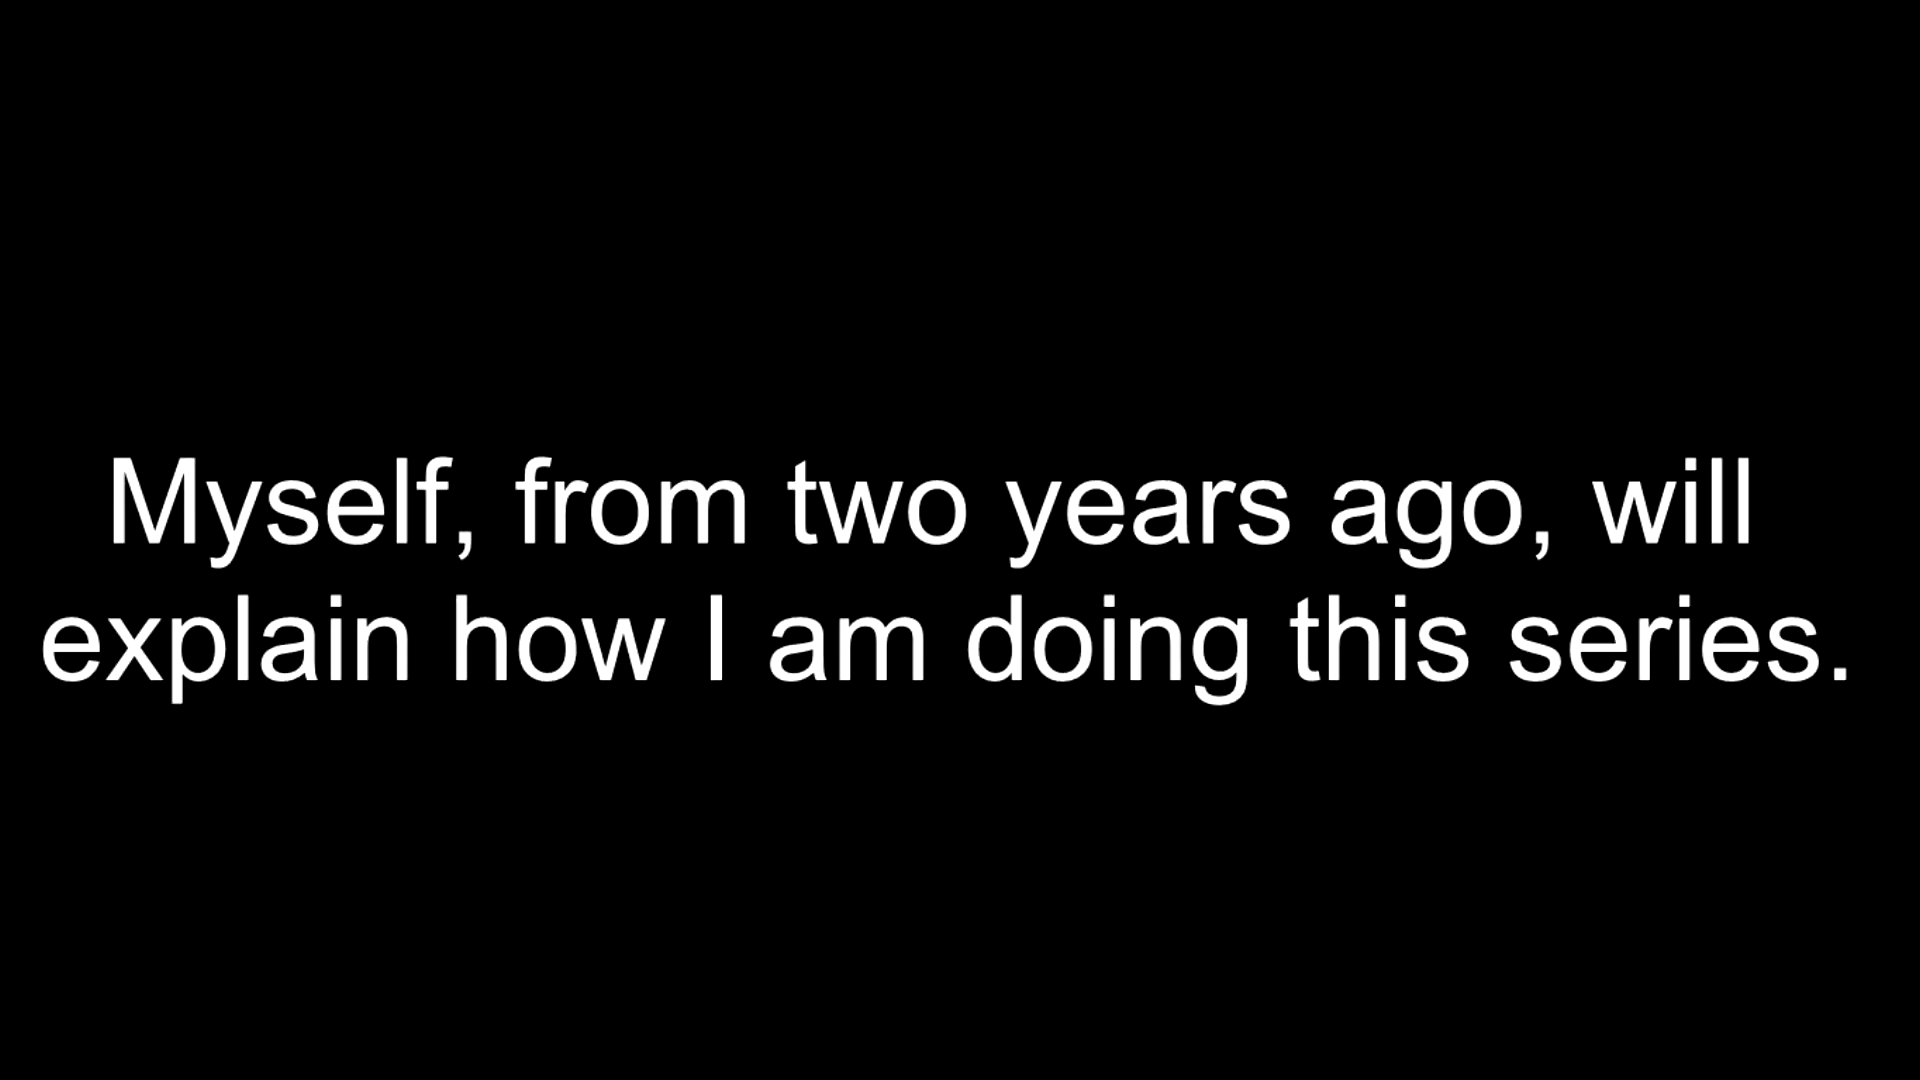 Myself, from two years ago, will
explain how I am doing this series.